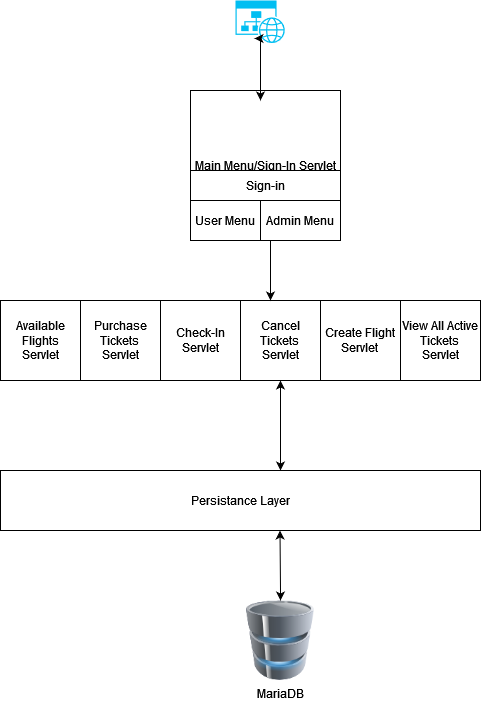 Main Menu/Sign-In Servlet
Sign-in
User Menu
Admin Menu
Available
Flights
Servlet
Purchase
Tickets
Servlet
Check-In
Servlet
Cancel
Tickets
Servlet
Create Flight
Servlet
View All Active
Tickets
Servlet
Persistance Layer
MariaDB